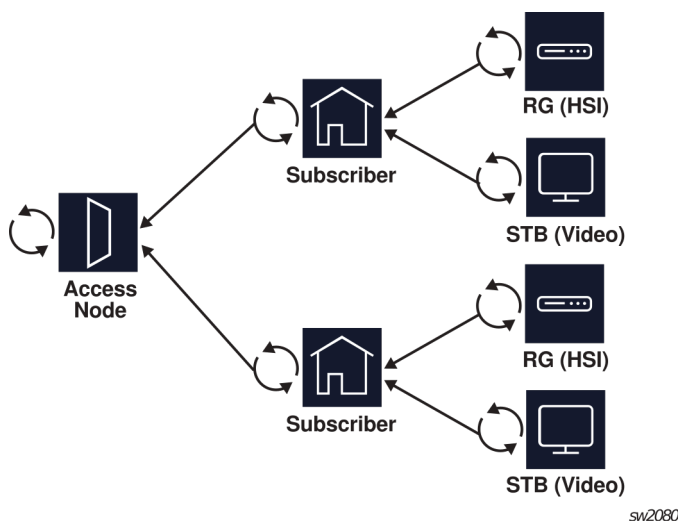 RG (HSI)
Subscriber
STB (Video)
Access
Node
RG (HSI)
Subscriber
STB (Video)
sw2080